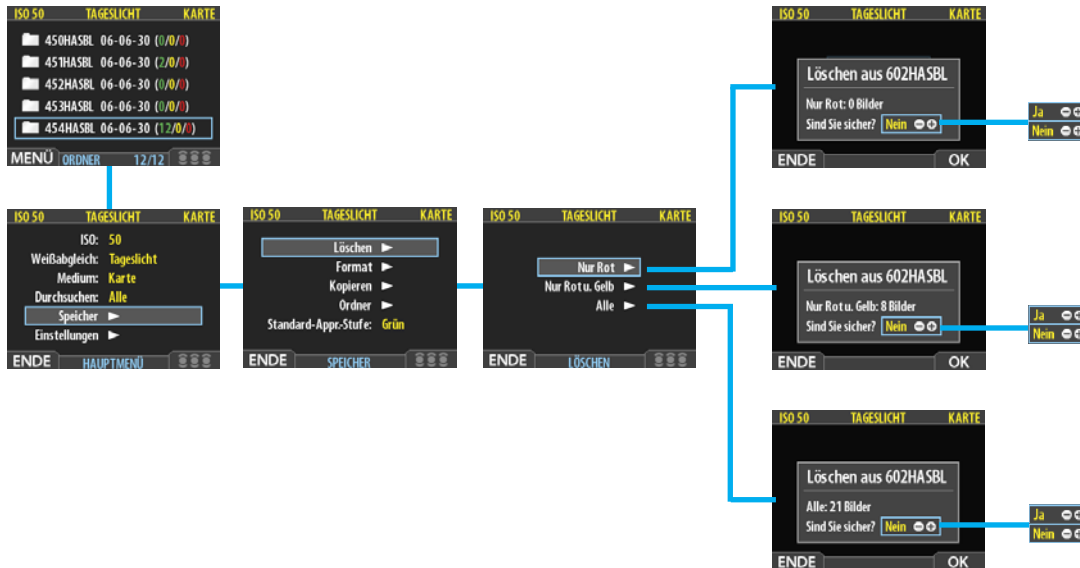 ISO 50 TAGESLICHT KARTE
450HASBL 06-06-30 (0/0/0)
451HASBL 06-06-30 (2/0/0)
452HASBL 06-06-30 (0/0/0)
453HASBL 06-06-30 (0/0/0)
454HASBL 06-06-30 (12/0/0)
MENÜ ORDNER 12/12
ISO 50 TAGESLICHT KARTE
ISO: 50
Weißabgleich: Tageslicht
Medium: Karte
Durchsuchen: Alle
Speicher
Einstellungen
ENDE HAUPTMENÜ
ISO 50 TAGESLICHT KARTE
Löschen
Format
Kopieren
Ordner
Standard-Appr.-Stufe: Grün
ENDE SPEICHER
ISO 50 TAGESLICHT KARTE
Nur Rot
Nur Rot u. Gelb
Alle
ENDE LÖSCHEN
ISO 50 TAGESLICHT KARTE
Löschen aus 602HASBL
Nur Rot: 0 Bilder
Sind Sie sicher? Nein
ENDE OK
Ja
Nein
ISO 50 TAGESLICHT KARTE
Löschen aus 602HASBL
Nur Rot u. Gelb: 8 Bilder
Sind Sie sicher? Nein
ENDE OK
Ja
Nein
ISO 50 TAGESLICHT KARTE
Löschen aus 602HASBL
Alle: 21 Bilder
Sind Sie sicher? Nein
ENDE OK
Ja
Nein